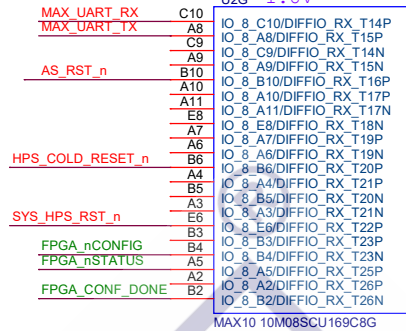 U2G 1.8V
MAX_UART_RX C10 IO_8_C10/DIFFIO_RX_T14P
MAX_UART_TX A8 IO_8_A8/DIFFIO_RX_T15P
C9 IO_8_C9/DIFFIO_RX_T14N
A9 IO_8_A9/DIFFIO_RX_T15N
AS_RST_n B10 IO_8_B10/DIFFIO_RX_T16P
A10 IO_8_A10/DIFFIO_RX_T17P
A11 IO_8_A11/DIFFIO_RX_T17N
E8 IO_8_E8/DIFFIO_RX_T18N
A7 IO_8_A7/DIFFIO_RX_T19P
A6 IO_8_A6/DIFFIO_RX_T19N
HPS_COLD_RESET_n B6 IO_8_B6/DIFFIO_RX_T20P
A4 IO_8_A4/DIFFIO_RX_T21P
B5 IO_8_B5/DIFFIO_RX_T20N
A3 IO_8_A3/DIFFIO_RX_T21N
SYS_HPS_RST_n E6 IO_8_E6/DIFFIO_RX_T22P
B3 IO_8_B3/DIFFIO_RX_T23P
FPGA_nCONFIG B4 IO_8_B4/DIFFIO_RX_T23N
FPGA_nSTATUS A5 IO_8_A5/DIFFIO_RX_T25P
A2 IO_8_A2/DIFFIO_RX_T26P
FPGA_CONF_DONE B2 IO_8_B2/DIFFIO_RX_T26N
MAX10 10M08SCU169C8G